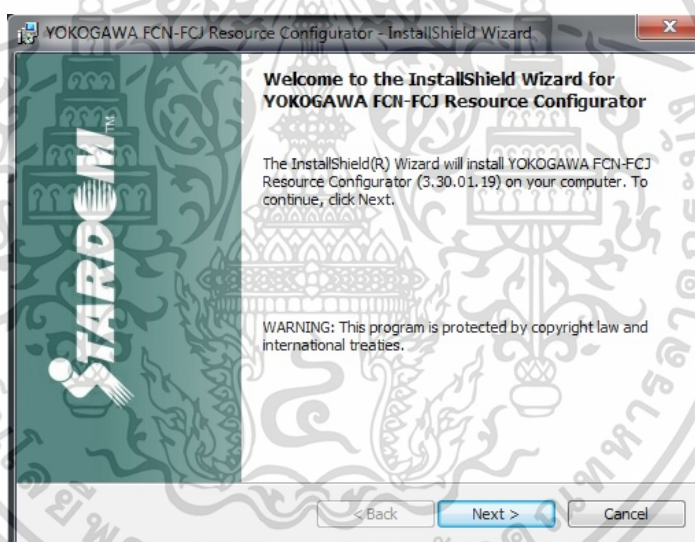 YOKOGAWA FCN-FCJ Resource Configurator - InstallShield Wizard
Welcome to the InstallShield Wizard for
YOKOGAWA FCN-FCJ Resource Configurator
The InstallShield(R) Wizard will install YOKOGAWA FCN-FCJ
Resource Configurator (3.30.01.19) on your computer. To
continue, click Next.
WARNING: This program is protected by copyright law and
international treaties.
STARDOM™
< Back
Next >
Cancel